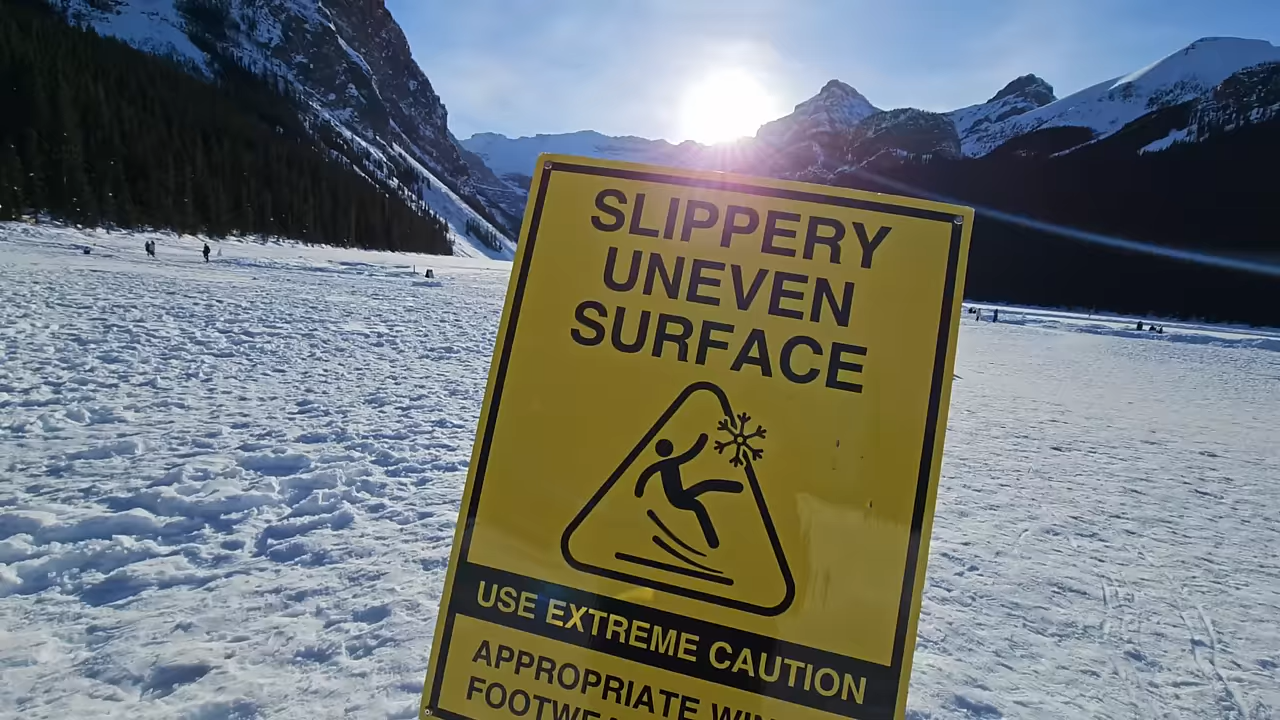 SLIPPERY
UNEVEN
SURFACE
USE EXTREME CAUTION
APPROPRIATE